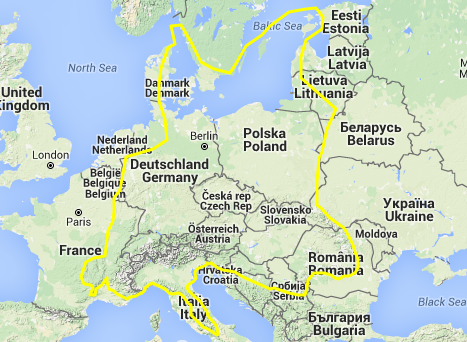 Eesti
Estonia
Baltic Sea
Latvijā
Latvia
North Sea
Lietuva
Lithuania
Danmark
Denmark
United
Kingdom
Беларусь
Belarus
Nederland
Netherlands
Berlin
Polska
Poland
London
België
Belgique
Belgium
Deutschland
Germany
Paris
Česká rep
Czech Rep
Україна
Ukraine
Slovensko
Slovakia
Österreich
Austria
Moldova
France
România
Romania
Hrvatska
Croatia
Србија
Serbia
Italia
Italy
Black Sea
България
Bulgaria